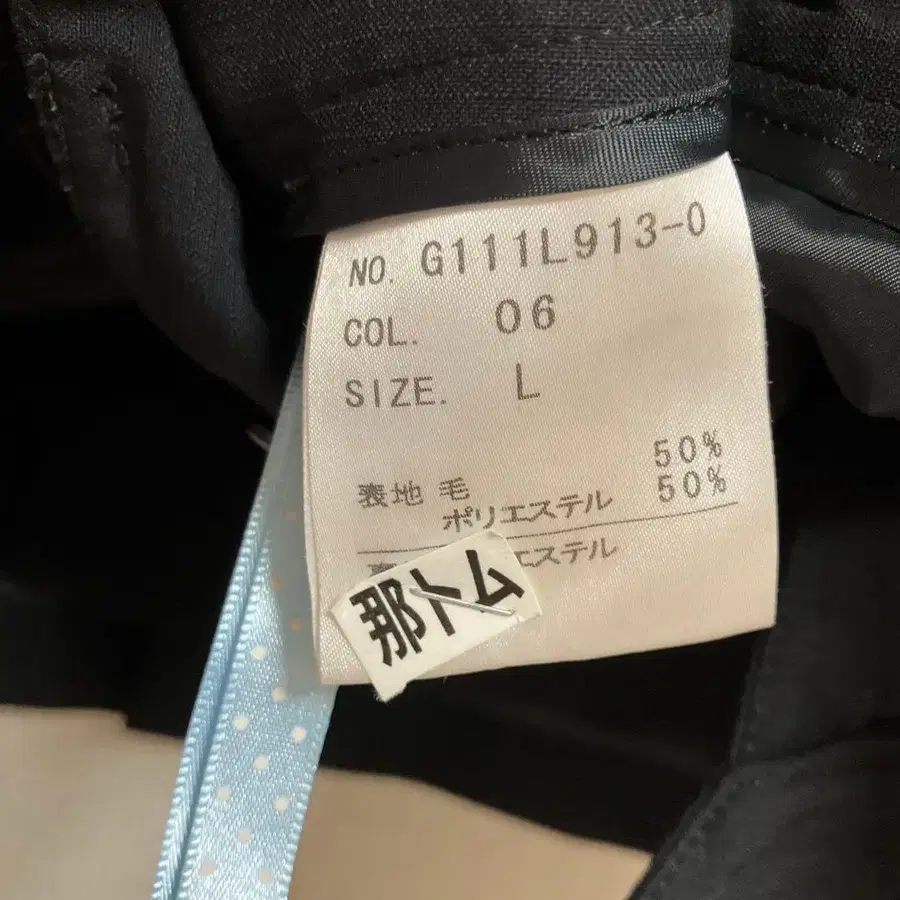 NO. G111L913-0
COL. 06
SIZE. L
表地 毛 50%
ポリエステル 50%
エステル
那トム